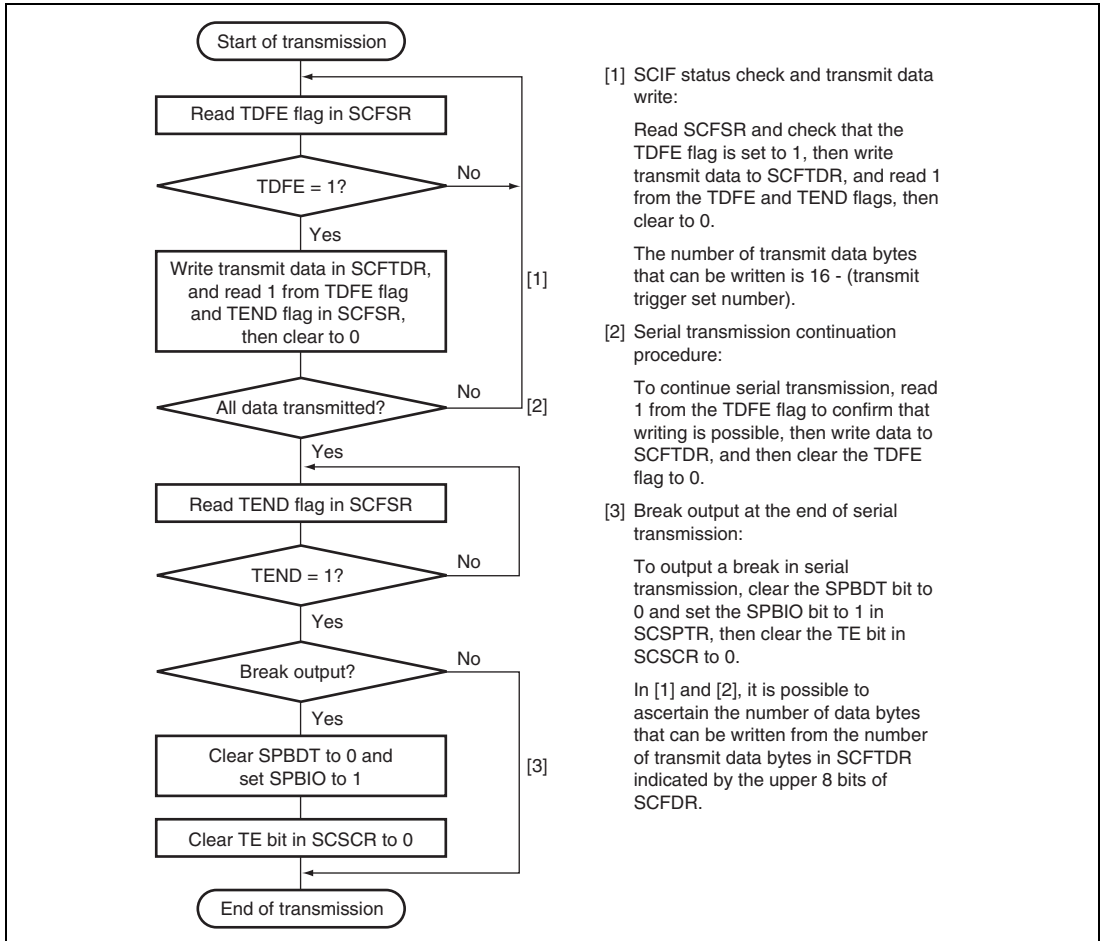 Start of transmission
Read TDFE flag in SCFSR
TDFE = 1?
No
Yes
Write transmit data in SCFTDR,
and read 1 from TDFE flag
and TEND flag in SCFSR,
then clear to 0
[1]
All data transmitted?
No
[2]
Yes
Read TEND flag in SCFSR
TEND = 1?
No
Yes
Break output?
No
Yes
Clear SPBDT to 0 and
set SPBIO to 1
[3]
Clear TE bit in SCSCR to 0
End of transmission
[1] SCIF status check and transmit data
write:
Read SCFSR and check that the
TDFE flag is set to 1, then write
transmit data to SCFTDR, and read 1
from the TDFE and TEND flags, then
clear to 0.
The number of transmit data bytes
that can be written is 16 - (transmit
trigger set number).
[2] Serial transmission continuation
procedure:
To continue serial transmission, read
1 from the TDFE flag to confirm that
writing is possible, then write data to
SCFTDR, and then clear the TDFE
flag to 0.
[3] Break output at the end of serial
transmission:
To output a break in serial
transmission, clear the SPBDT bit to
0 and set the SPBIO bit to 1 in
SCSPTR, then clear the TE bit in
SCSCR to 0.
In [1] and [2], it is possible to
ascertain the number of data bytes
that can be written from the number
of transmit data bytes in SCFTDR
indicated by the upper 8 bits of
SCFDR.